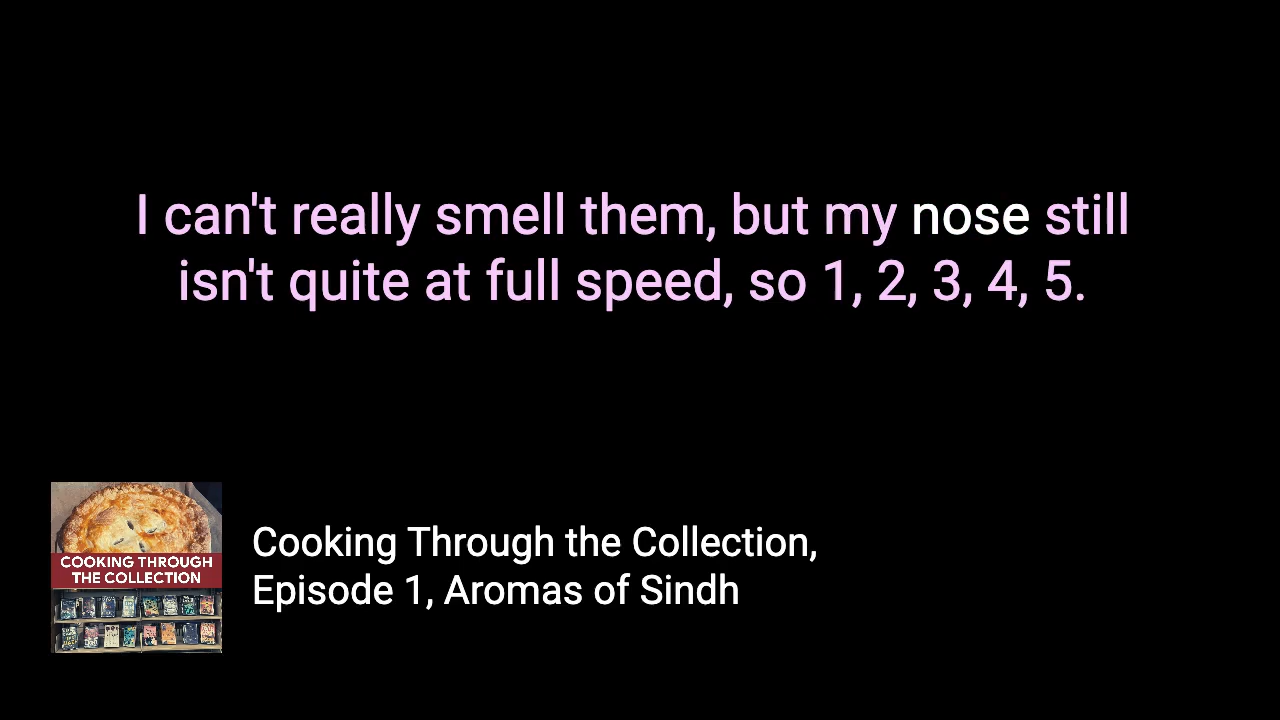 I can't really smell them, but my nose still
isn't quite at full speed, so 1, 2, 3, 4, 5.
COOKING THROUGH
THE COLLECTION
Cooking Through the Collection,
Episode 1, Aromas of Sindh